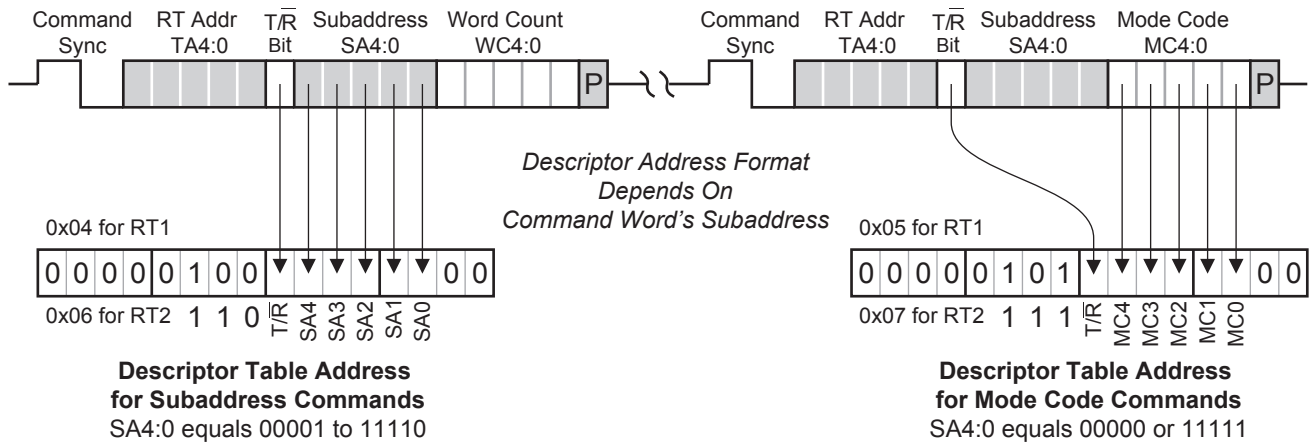 Command Sync
RT Addr TA4:0
T/R̅ Bit
Subaddress SA4:0
Word Count WC4:0
P
Command Sync
RT Addr TA4:0
T/R̅ Bit
Subaddress SA4:0
Mode Code MC4:0
P
Descriptor Address Format
Depends On
Command Word's Subaddress
0x04 for RT1
0 0 0 0 0 1 0 0 0 0
0x06 for RT2 1 1 0 T/R̅ SA4 SA3 SA2 SA1 SA0
Descriptor Table Address
for Subaddress Commands
SA4:0 equals 00001 to 11110
0x05 for RT1
0 0 0 0 0 1 0 1 0 0
0x07 for RT2 1 1 1 T/R̅ MC4 MC3 MC2 MC1 MC0
Descriptor Table Address
for Mode Code Commands
SA4:0 equals 00000 or 11111